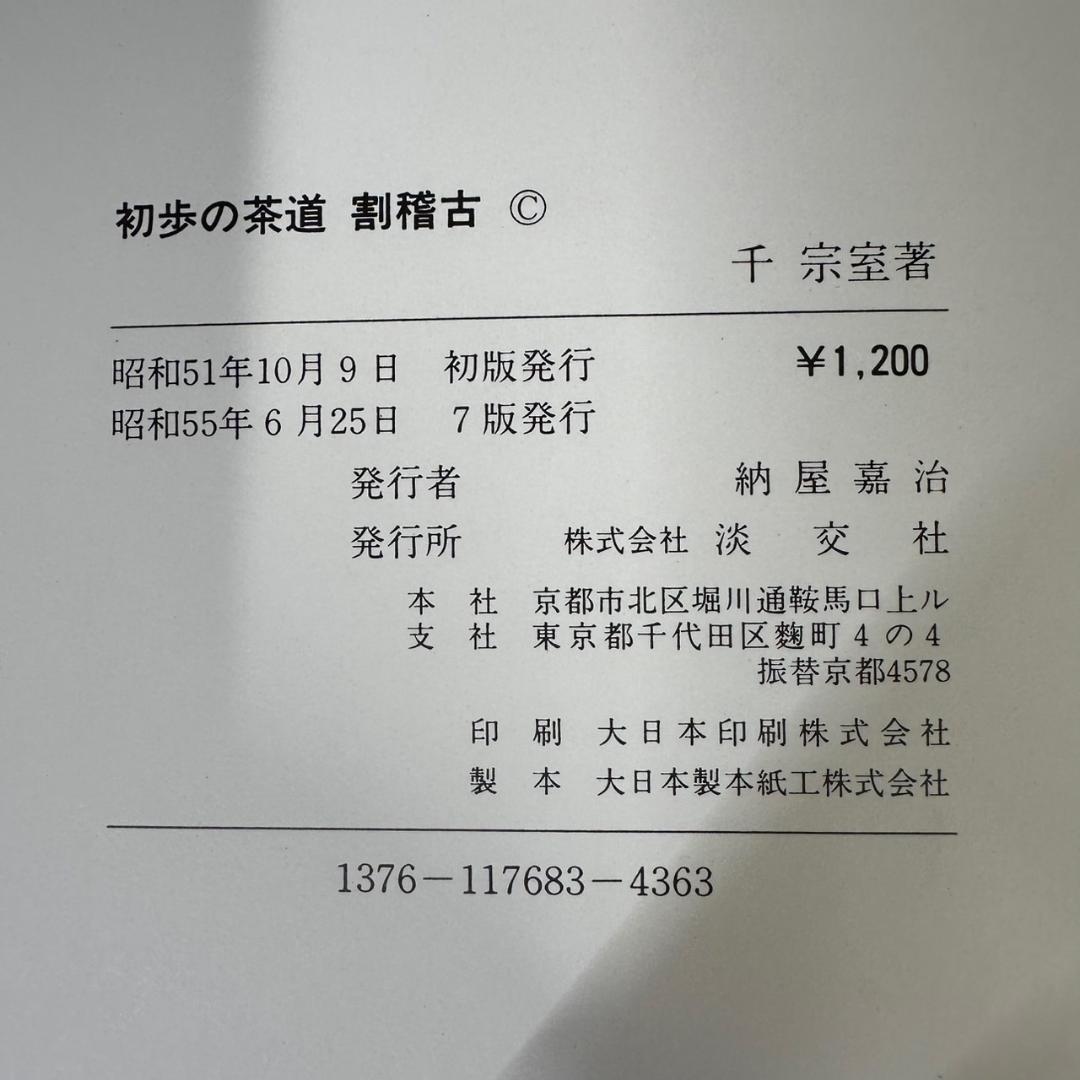 初歩の茶道 割稽古 ©
千 宗室著
昭和51年10月9日 初版発行 ¥1,200
昭和55年6月25日 7版発行
発行者 納屋嘉治
発行所 株式会社 淡交社
本社 京都市北区堀川通鞍馬口上ル
支社 東京都千代田区麴町4の4
振替京都4578
印刷 大日本印刷株式会社
製本 大日本製本紙工株式会社
1376-117683-4363